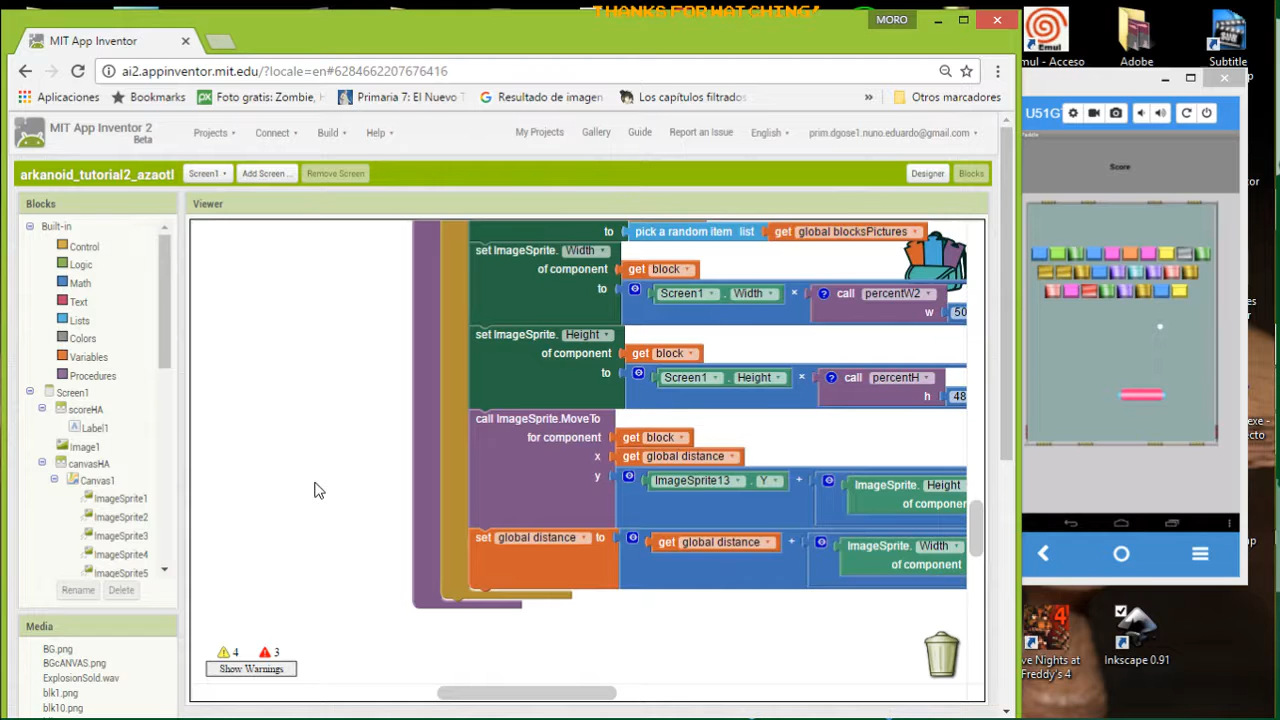 THANKS FOR WATCHING!
MORO
MIT App Inventor
ai2.appinventor.mit.edu/?locale=en#6284662207676416
Aplicaciones
Bookmarks
Foto gratis: Zombie,
Primaria 7: El Nuevo T
Resultado de imagen
Los capítulos filtrados
»
Otros marcadores
MIT App Inventor 2
Beta
Projects
Connect
Build
Help
My Projects
Gallery
Guide
Report an Issue
English
prim.dgose1.nuno.eduardo@gmail.com
arkanoid_tutorial2_azaotl
Screen1
Add Screen ...
Remove Screen
Designer
Blocks
Blocks
Built-in
Control
Logic
Math
Text
Lists
Colors
Variables
Procedures
Screen1
scoreHA
Label1
Image1
canvasHA
Canvas1
ImageSprite1
ImageSprite2
ImageSprite3
ImageSprite4
ImageSprite5
Rename
Delete
Media
BG.png
BGcANVAS.png
ExplosionSold.wav
blk1.png
blk10.png
Viewer
to pick a random item list get global blocksPictures
set ImageSprite. Width
of component get block
to Screen1 . Width × call percentW2
w 50
set ImageSprite. Height
of component get block
to Screen1 . Height × call percentH
h 48
call ImageSprite.MoveTo
for component get block
x get global distance
y ImageSprite13 . Y + ImageSprite. Height
of component
set global distance to get global distance + ImageSprite. Width
of component
4
3
Show Warnings
Emul - Acceso
Adobe
Subtitle
U51G
Score
Five Nights at
Freddy's 4
Inkscape 0.91